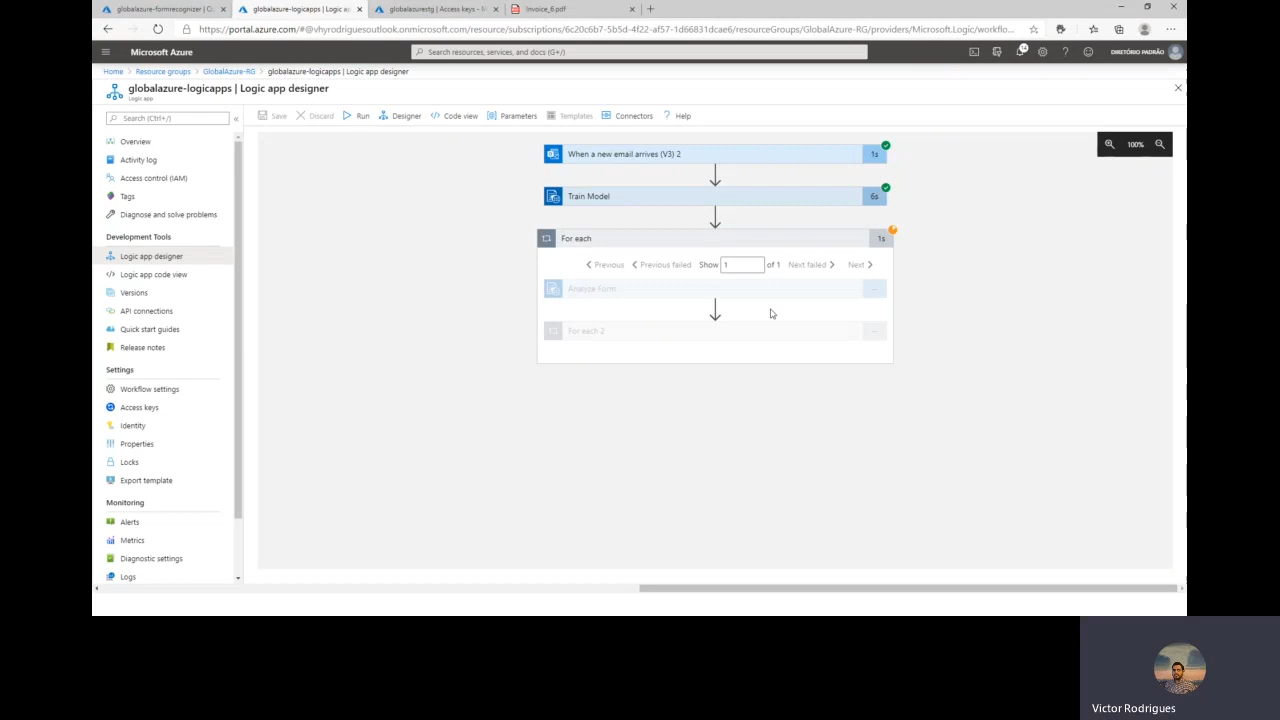 globalazure-formrecognizer | G
globalazure-logicapps | Logic ap
globalazurestg | Access keys - M
Invoice_6.pdf
https://portal.azure.com/#@vhyrodriguesoutlook.onmicrosoft.com/resource/subscriptions/6c20c6b7-5b5d-4f22-af57-1d66831dcae6/resourceGroups/GlobalAzure-RG/providers/Microsoft.Logic/workflo...
Microsoft Azure
Search resources, services, and docs (G+/)
DIRETÓRIO PADRÃO
Home > Resource groups > GlobalAzure-RG > globalazure-logicapps | Logic app designer
globalazure-logicapps | Logic app designer
Logic app
Search (Ctrl+/)
Save Discard Run Designer Code view Parameters Templates Connectors Help
Overview
Activity log
Access control (IAM)
Tags
Diagnose and solve problems
Development Tools
Logic app designer
Logic app code view
Versions
API connections
Quick start guides
Release notes
Settings
Workflow settings
Access keys
Identity
Properties
Locks
Export template
Monitoring
Alerts
Metrics
Diagnostic settings
Logs
100%
When a new email arrives (V3) 2
1s
Train Model
6s
For each
1s
Previous Previous failed Show 1 of 1 Next failed Next
Analyze Form
For each 2
Victor Rodrigues